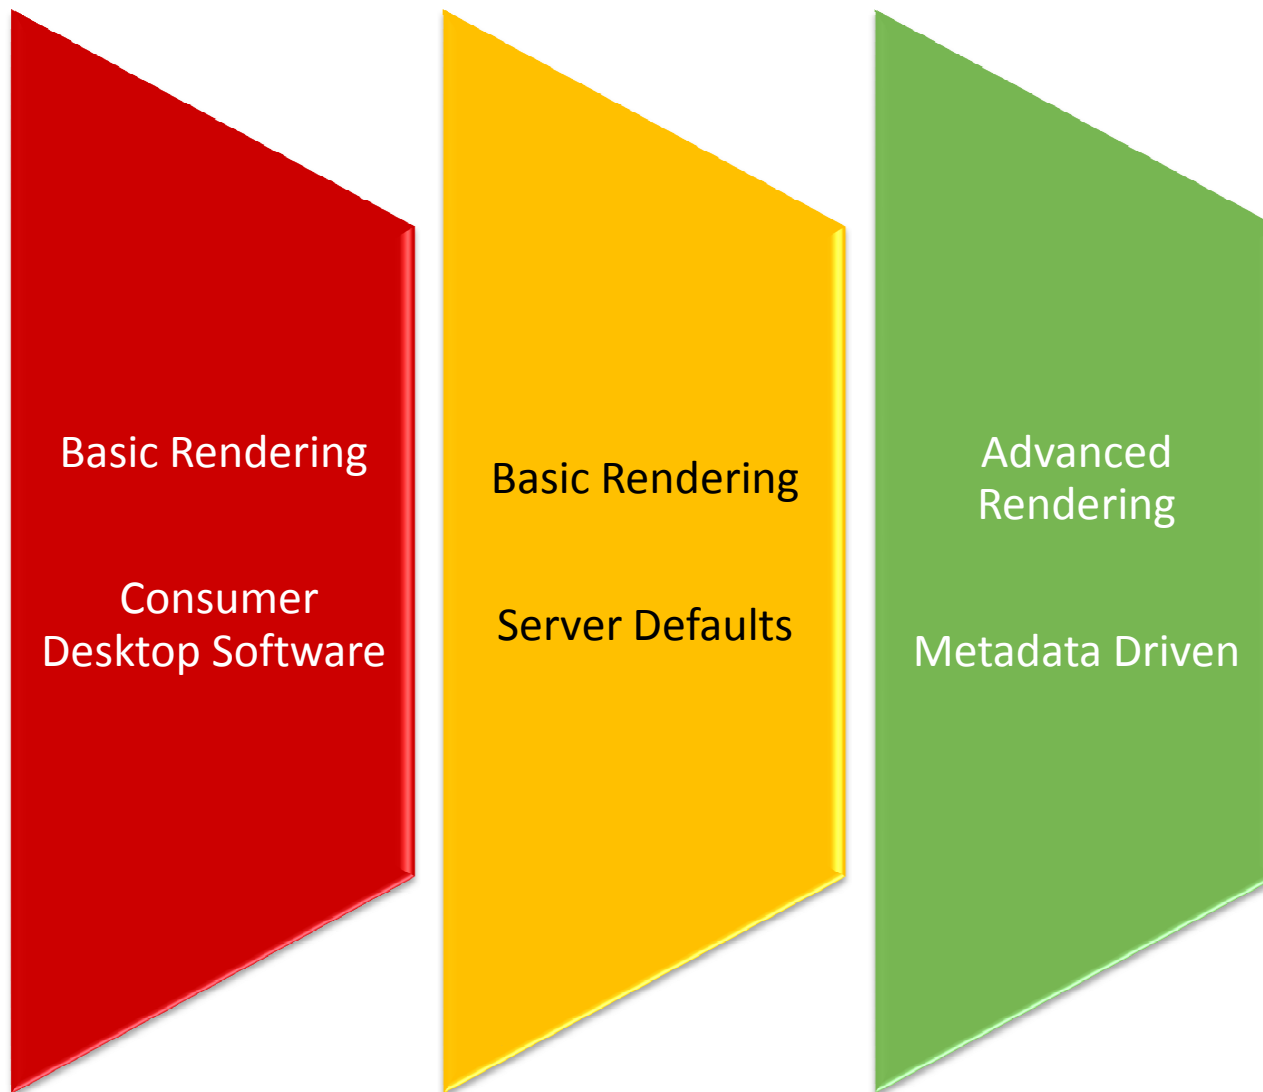 Basic Rendering
Consumer
Desktop Software
Basic Rendering
Server Defaults
Advanced
Rendering
Metadata Driven